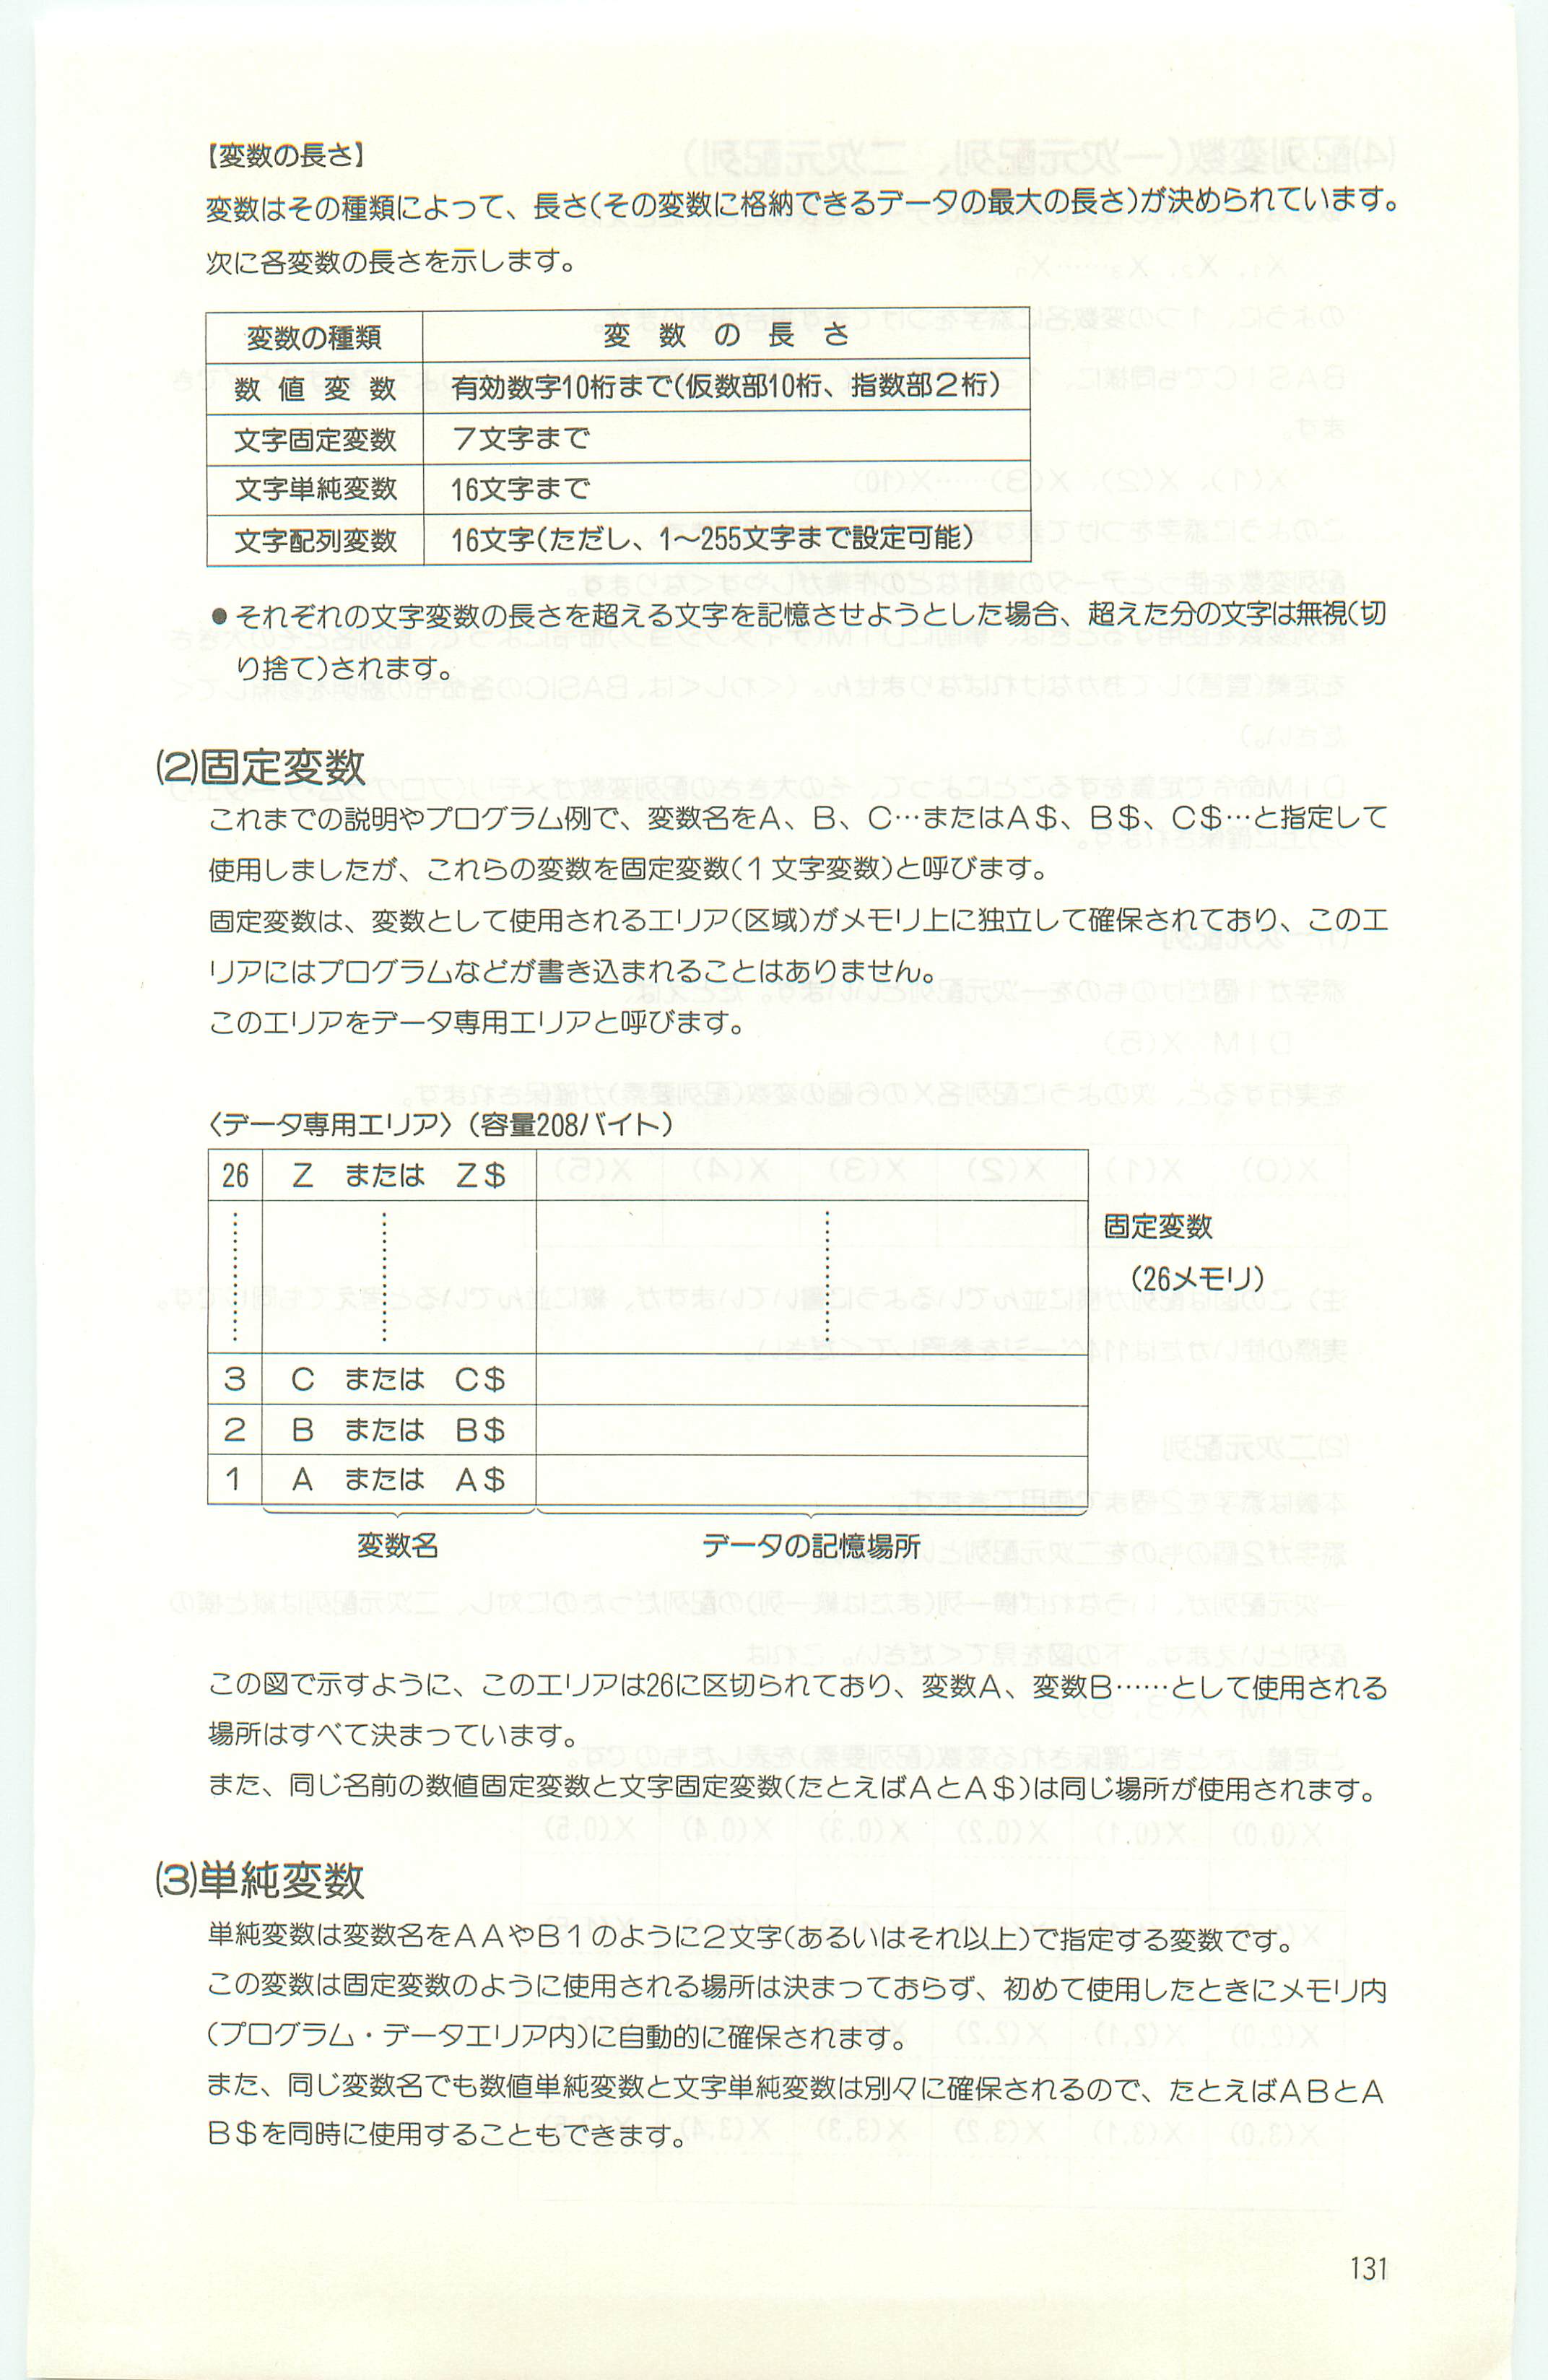 【変数の長さ】
変数はその種類によって、長さ(その変数に格納できるデータの最大の長さ)が決められています。
次に各変数の長さを示します。
変数の種類 変数の長さ
数値変数 有効数字10桁まで(仮数部10桁、指数部2桁)
文字固定変数 7文字まで
文字単純変数 16文字まで
文字配列変数 16文字(ただし、1〜255文字まで設定可能)
●それぞれの文字変数の長さを超える文字を記憶させようとした場合、超えた分の文字は無視(切
り捨て)されます。
(2)固定変数
これまでの説明やプログラム例で、変数名をA、B、C…またはA$、B$、C$…と指定して
使用しましたが、これらの変数を固定変数(1文字変数)と呼びます。
固定変数は、変数として使用されるエリア(区域)がメモリ上に独立して確保されており、このエ
リアにはプログラムなどが書き込まれることはありません。
このエリアをデータ専用エリアと呼びます。
〈データ専用エリア〉(容量208バイト)
26 Z または Z$
固定変数
(26メモリ)
3 C または C$
2 B または B$
1 A または A$
変数名 データの記憶場所
この図で示すように、このエリアは26に区切られており、変数A、変数B……として使用される
場所はすべて決まっています。
また、同じ名前の数値固定変数と文字固定変数(たとえばAとA$)は同じ場所が使用されます。
(3)単純変数
単純変数は変数名をAAやB1のように2文字(あるいはそれ以上)で指定する変数です。
この変数は固定変数のように使用される場所は決まっておらず、初めて使用したときにメモリ内
(プログラム・データエリア内)に自動的に確保されます。
また、同じ変数名でも数値単純変数と文字単純変数は別々に確保されるので、たとえばABとA
B$を同時に使用することもできます。
131